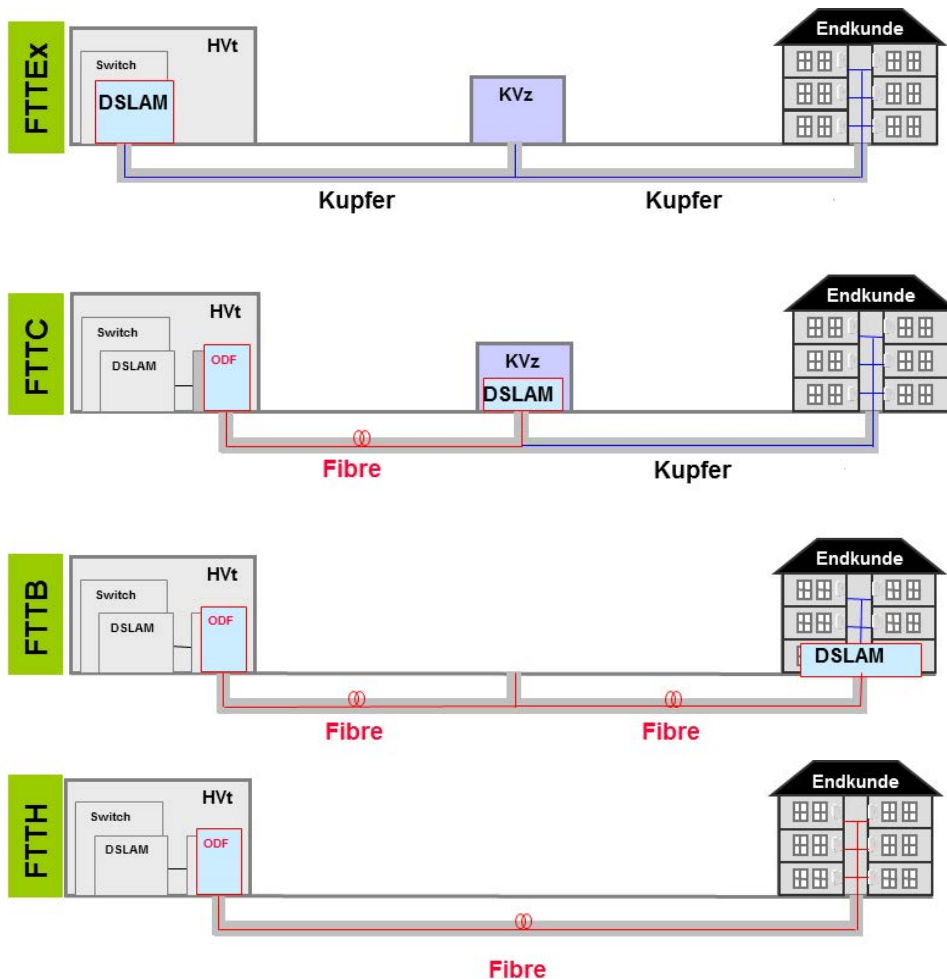 FTTEx
HVt
Switch
DSLAM
KVz
Endkunde
Kupfer
Kupfer
FTTC
HVt
Switch
DSLAM
ODF
KVz
DSLAM
Endkunde
Fibre
Kupfer
FTTB
HVt
Switch
DSLAM
ODF
Endkunde
DSLAM
Fibre
Fibre
FTTH
HVt
Switch
DSLAM
ODF
Endkunde
Fibre